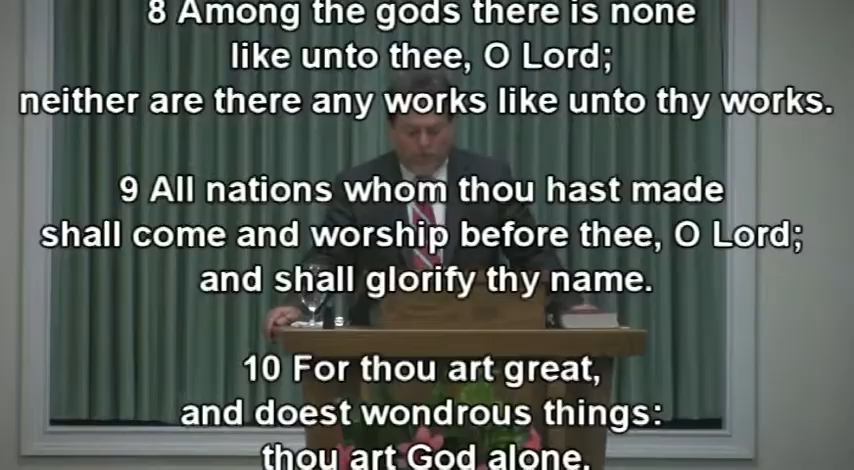 8 Among the gods there is none
like unto thee, O Lord;
neither are there any works like unto thy works.
9 All nations whom thou hast made
shall come and worship before thee, O Lord;
and shall glorify thy name.
10 For thou art great,
and doest wondrous things:
thou art God alone.